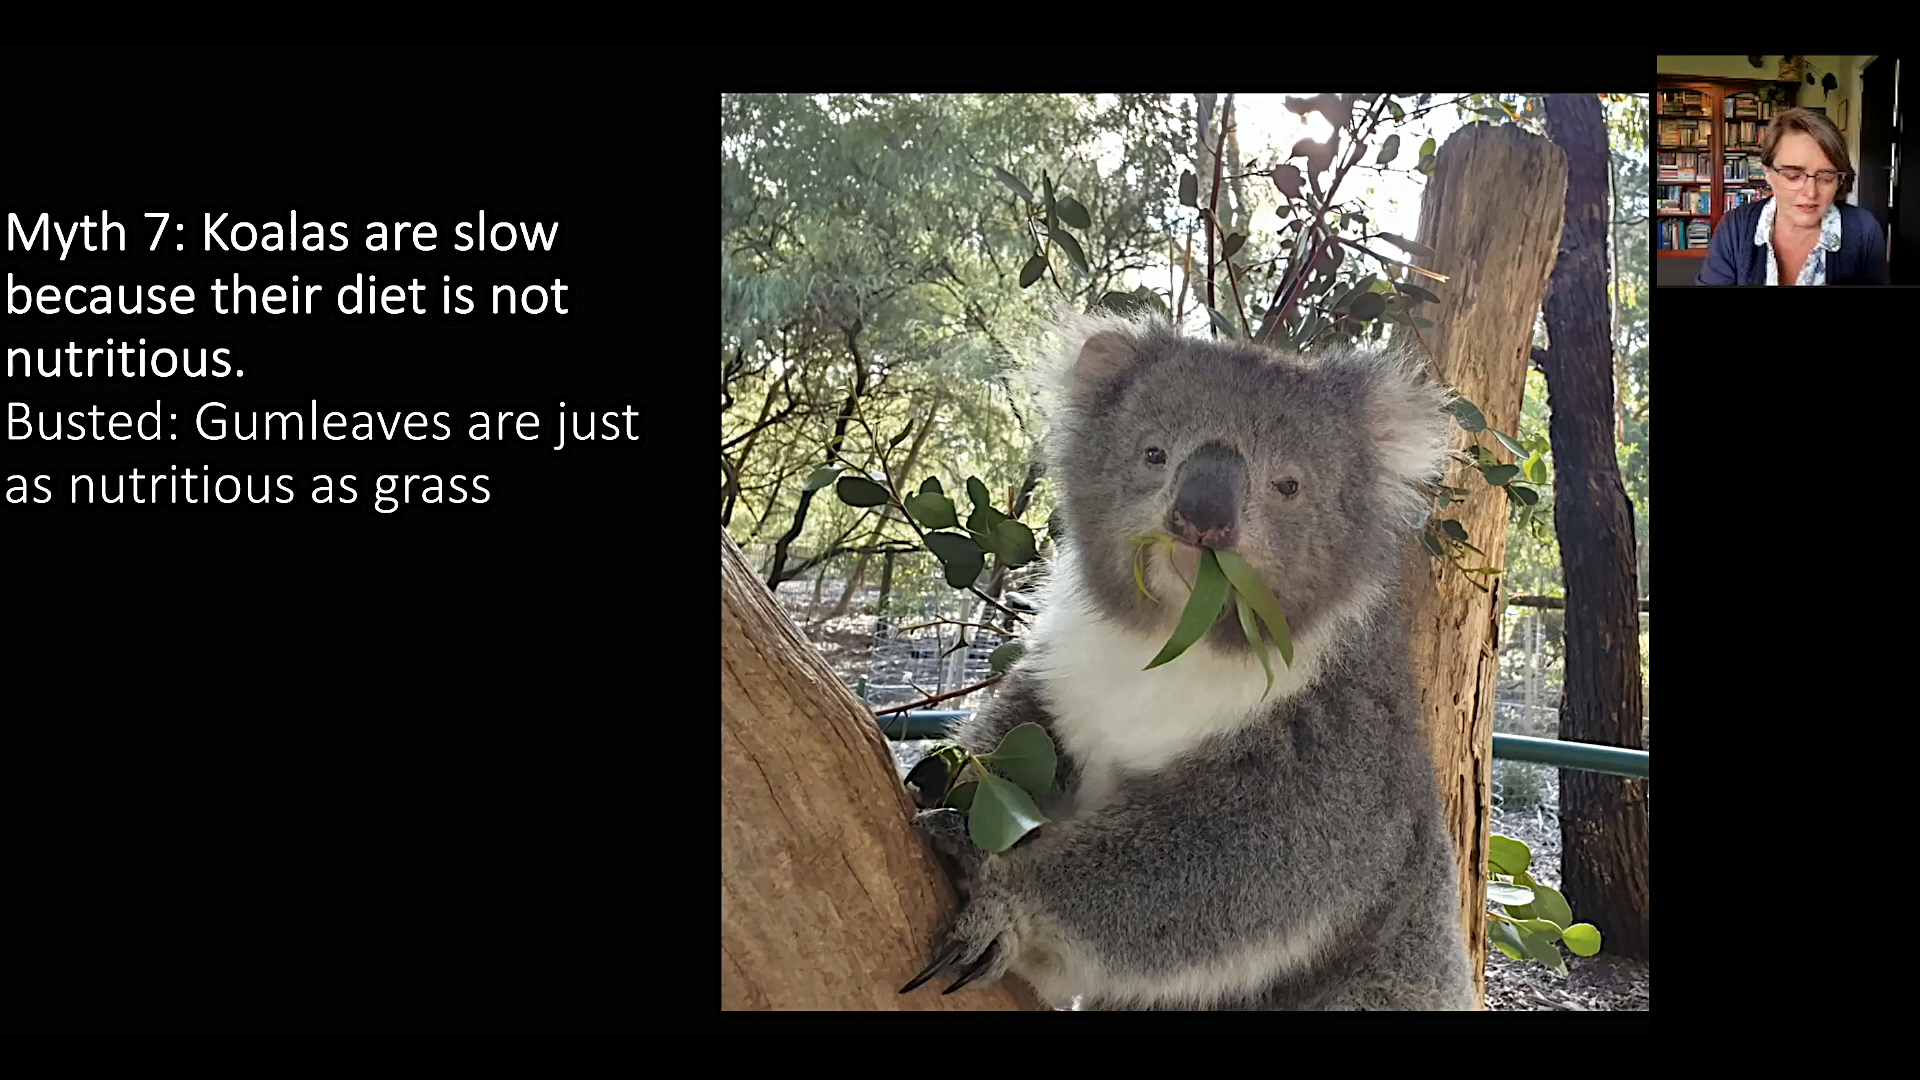 Myth 7: Koalas are slow
because their diet is not
nutritious.
Busted: Gumleaves are just
as nutritious as grass